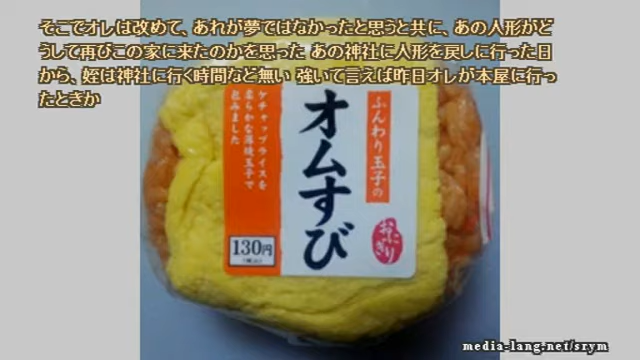 そこでオレは改めて、あれが夢ではなかったと思うと共に、あの人形がど
うして再びこの家に来たのかを思った あの神社に人形を戻しに行った日
から、姪は神社に行く時間など無い 強いて言えば昨日オレが本屋に行っ
たときか
ふんわり玉子の
オムすび
おにぎり
ケチャップライスを
柔らかな薄焼玉子で
包みました
130円
media-lang.net/srym